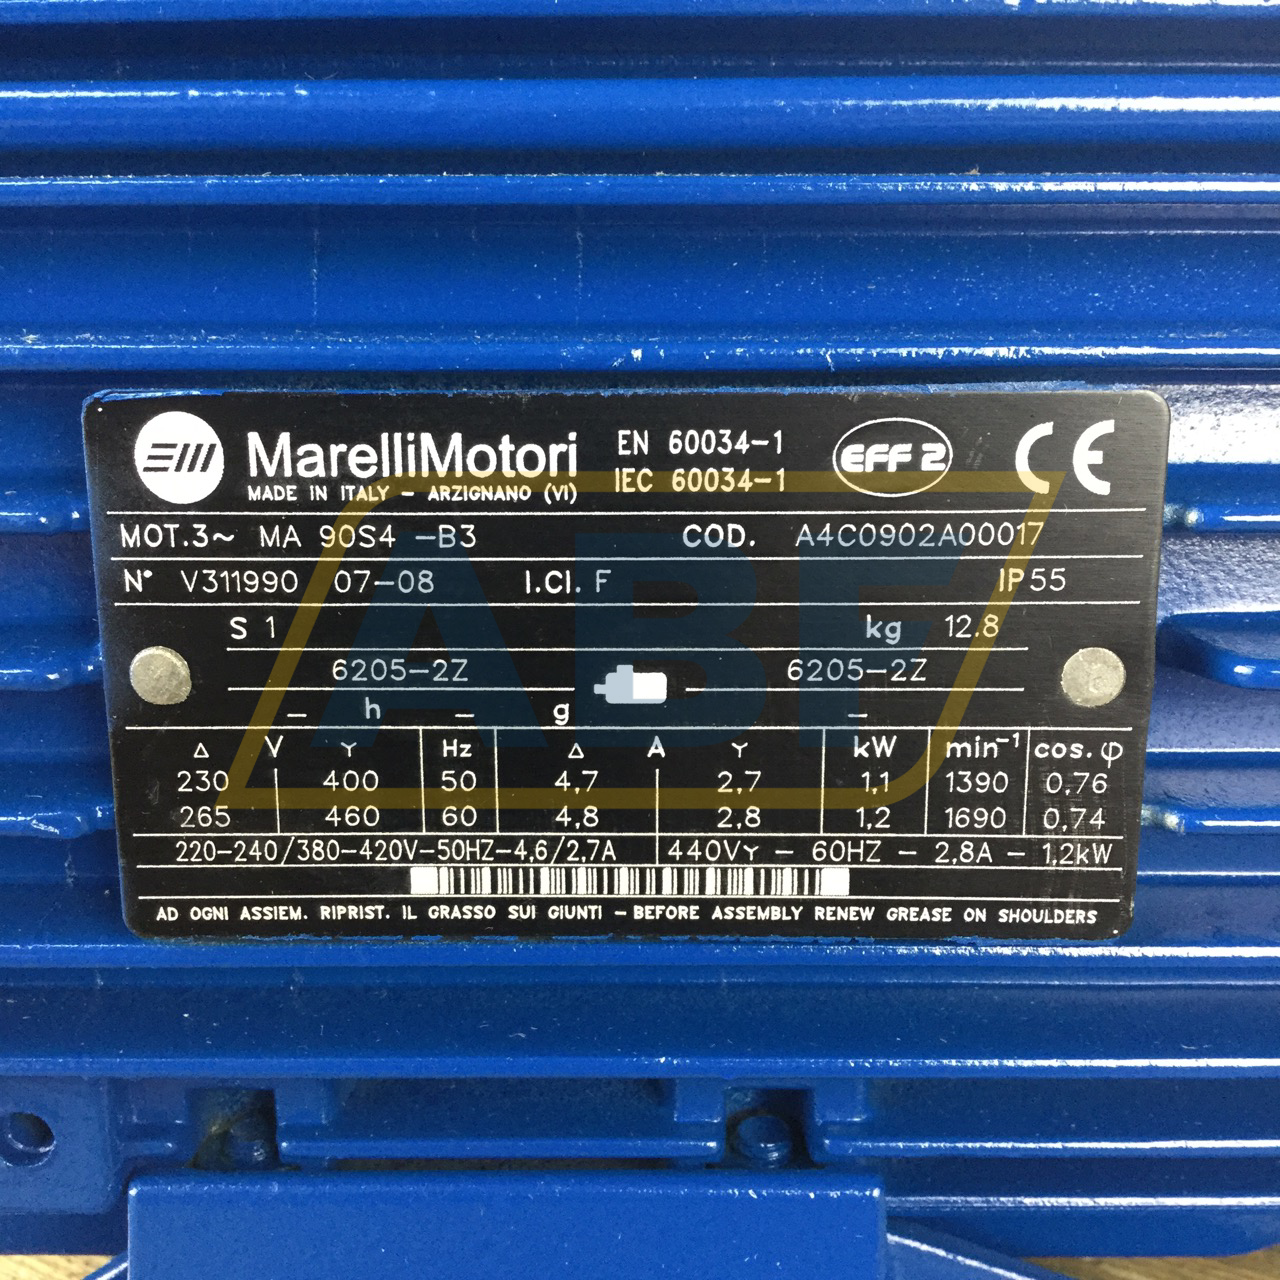 MarelliMotori
MADE IN ITALY - ARZIGNANO (VI)
EN 60034-1
IEC 60034-1
EFF 2
CE
MOT.3~ MA 90S4 -B3 COD. A4C0902A00017
N° V311990 07-08 I.Cl. F IP 55
S 1 kg 12.8
6205-2Z 6205-2Z
- h - g -
Δ V Y Hz Δ A Y kW min⁻¹ cos.φ
230 400 50 4,7 2,7 1,1 1390 0,76
265 460 60 4,8 2,8 1,2 1690 0,74
220-240/380-420V-50HZ-4,6/2,7A 440VY - 60HZ - 2,8A - 1,2kW
AD OGNI ASSIEM. RIPRIST. IL GRASSO SUI GIUNTI - BEFORE ASSEMBLY RENEW GREASE ON SHOULDERS
ABF